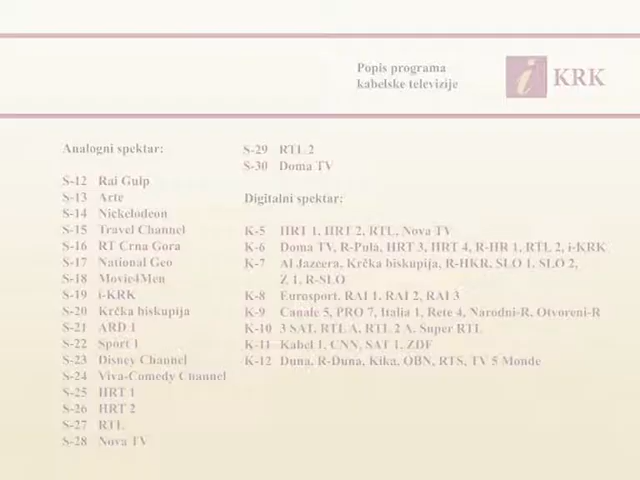 Popis programa
kabelske televizije
i KRK
Analogni spektar:
S-12 Rai Gulp
S-13 Arte
S-14 Nickelodeon
S-15 Travel Channel
S-16 RT Crna Gora
S-17 National Geo
S-18 Movie4Men
S-19 i-KRK
S-20 Krčka biskupija
S-21 ARD 1
S-22 Sport 1
S-23 Disney Channel
S-24 Viva-Comedy Channel
S-25 HRT 1
S-26 HRT 2
S-27 RTL
S-28 Nova TV
S-29 RTL 2
S-30 Doma TV
Digitalni spektar:
K-5 HRT 1, HRT 2, RTL, Nova TV
K-6 Doma TV, R-Pula, HRT 3, HRT 4, R-HR 1, RTL 2, i-KRK
K-7 Al Jazeera, Krčka biskupija, R-HKR, SLO 1, SLO 2,
Z 1, R-SLO
K-8 Eurosport, RAI 1, RAI 2, RAI 3
K-9 Canale 5, PRO 7, Italia 1, Rete 4, Narodni-R, Otvoreni-R
K-10 3 SAT, RTL A, RTL 2 A, Super RTL
K-11 Kabel 1, CNN, SAT 1, ZDF
K-12 Duna, R-Duna, Kika, OBN, RTS, TV 5 Monde